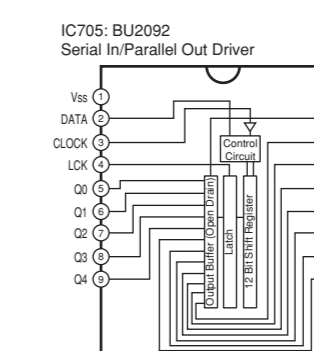 IC705: BU2092
Serial In/Parallel Out Driver
Vss 1
DATA 2
CLOCK 3
LCK 4
Q0 5
Q1 6
Q2 7
Q3 8
Q4 9
Control
Circuit
Output Buffer (Open Drain)
Latch
12 Bit Shift Register